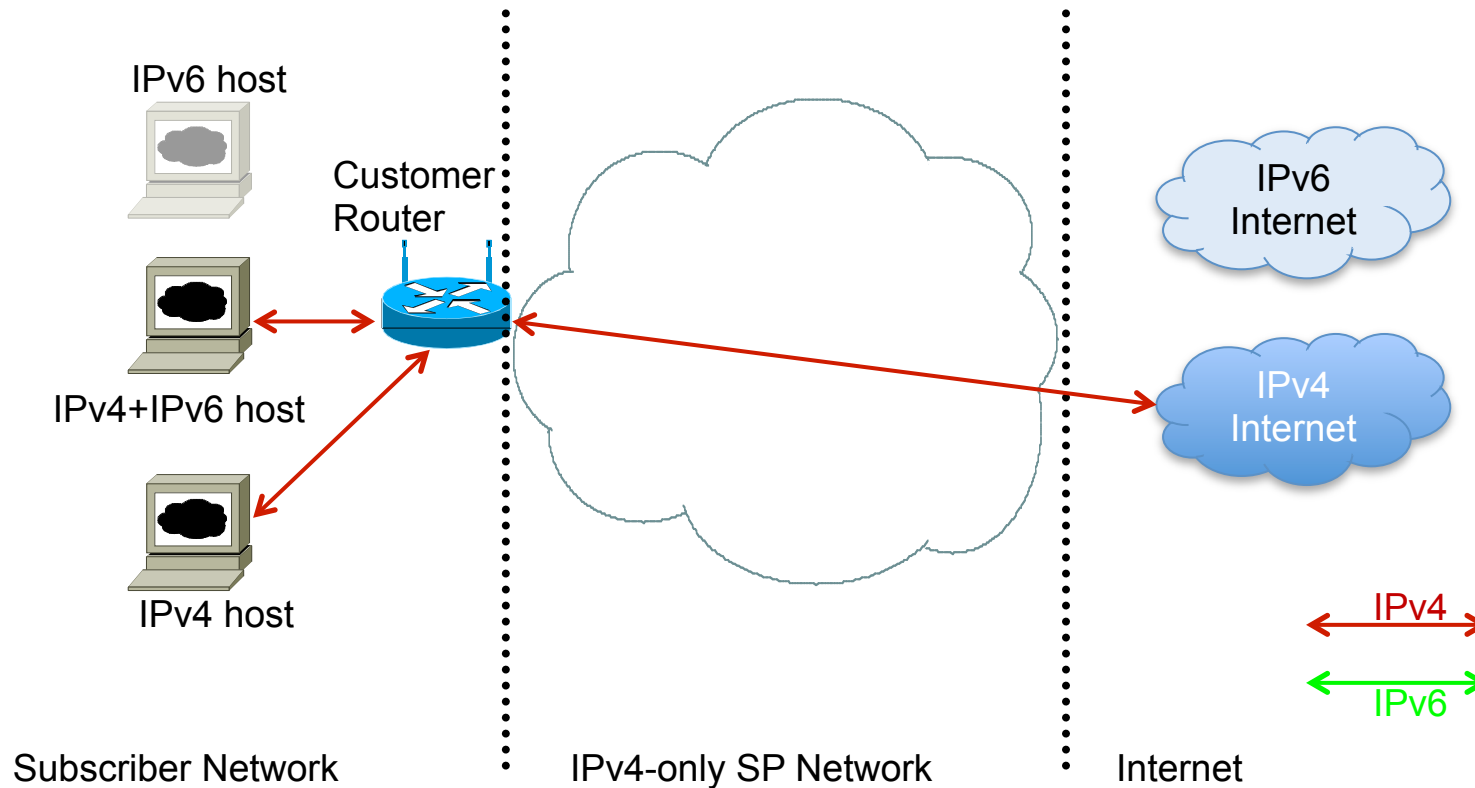 IPv6 host
Customer
Router
IPv6
Internet
IPv4+IPv6 host
IPv4
Internet
IPv4 host
IPv4
IPv6
Subscriber Network
IPv4-only SP Network
Internet